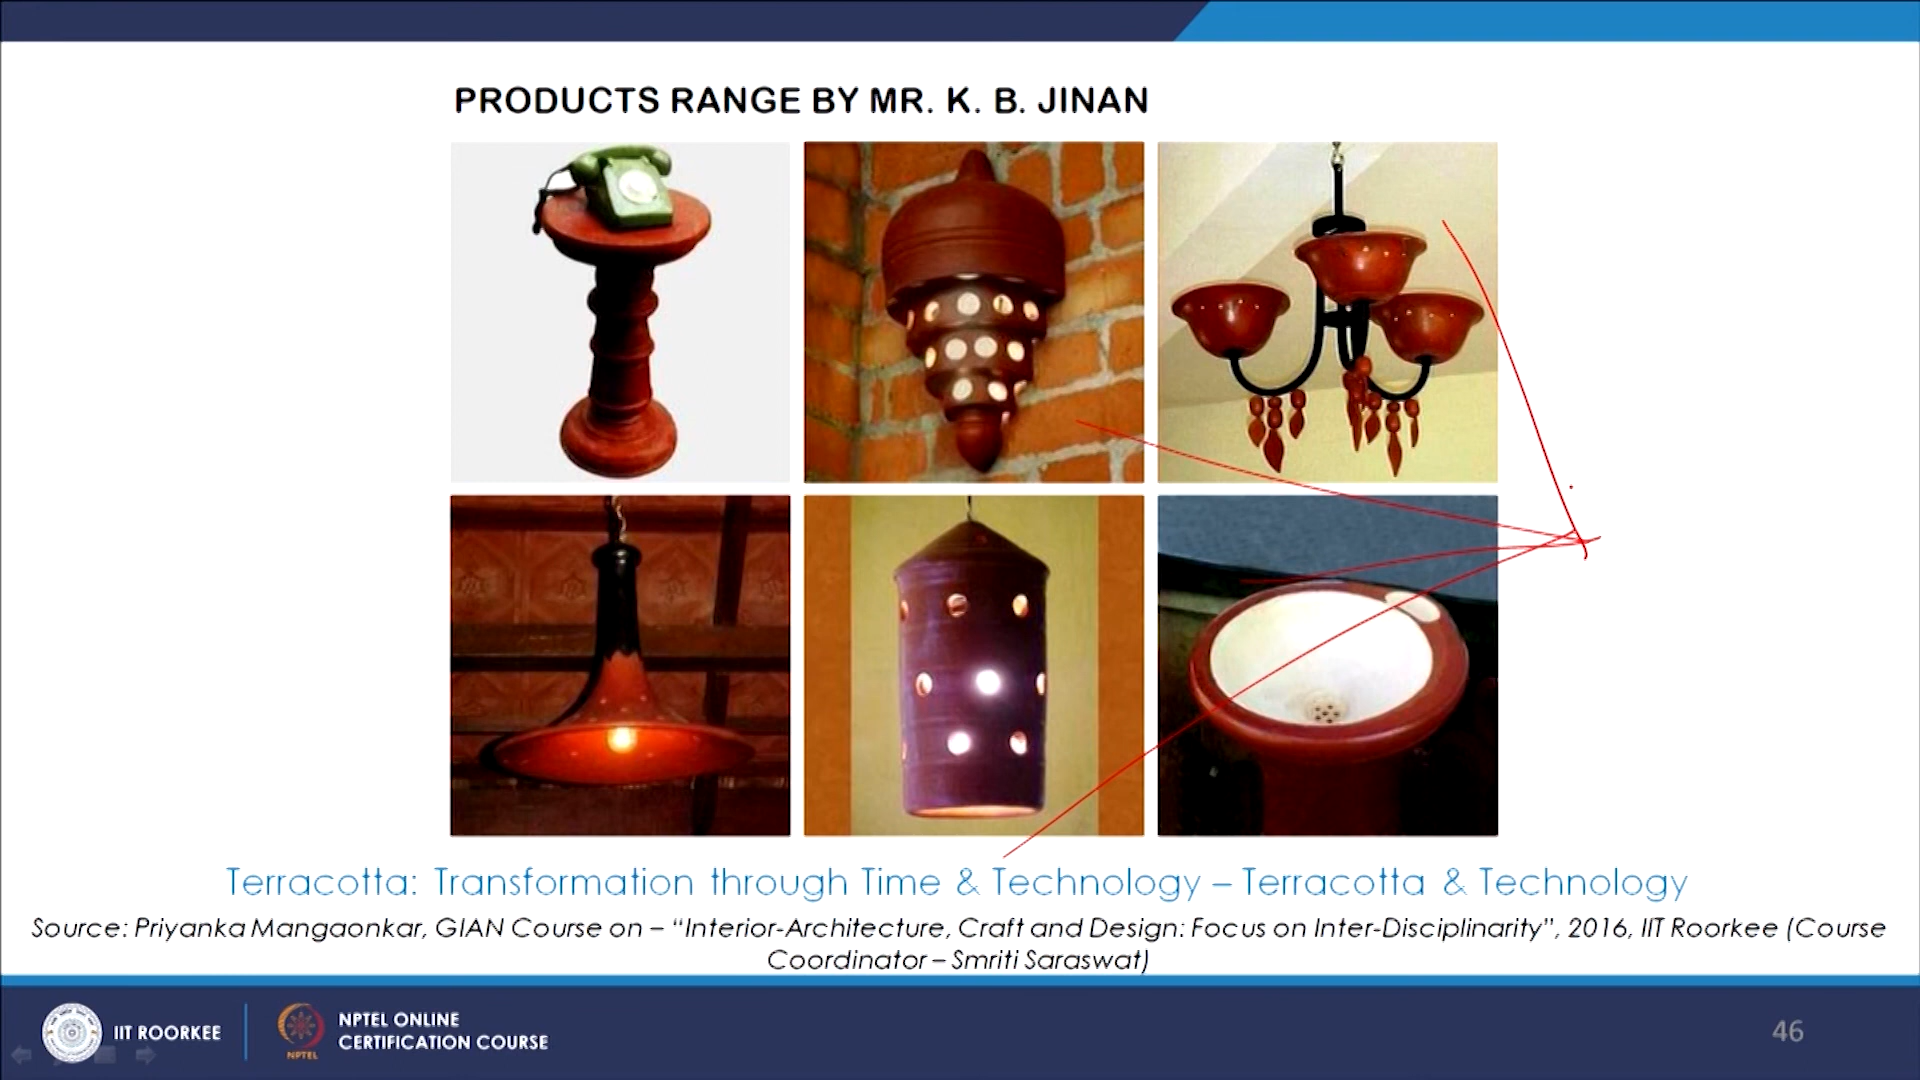 PRODUCTS RANGE BY MR. K. B. JINAN
Terracotta: Transformation through Time & Technology – Terracotta & Technology
Source: Priyanka Mangaonkar, GIAN Course on – “Interior-Architecture, Craft and Design: Focus on Inter-Disciplinarity”, 2016, IIT Roorkee (Course
Coordinator – Smriti Saraswat)
IIT ROORKEE
NPTEL
NPTEL ONLINE
CERTIFICATION COURSE
46